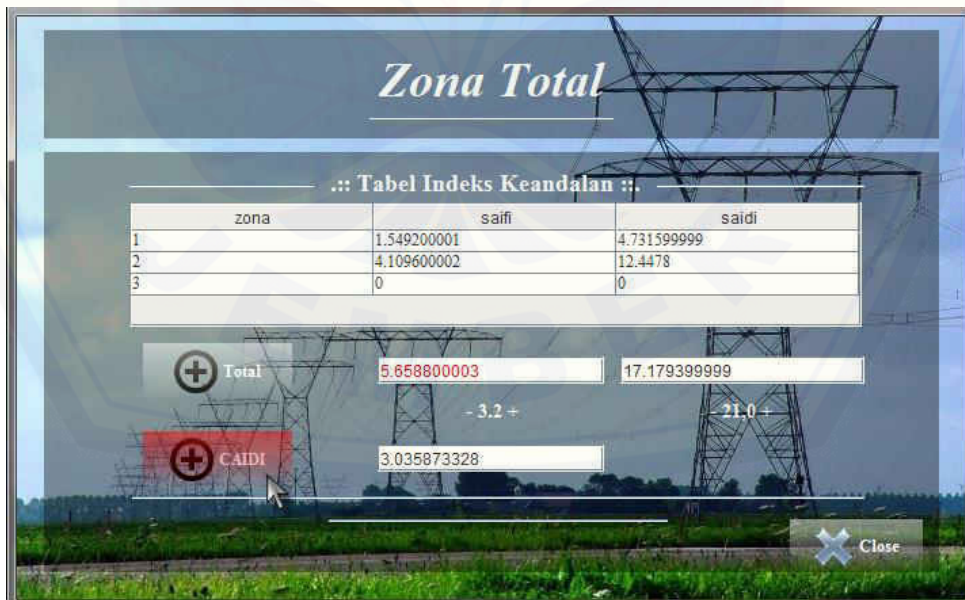 Zona Total
.:: Tabel Indeks Keandalan ::.
zona saifi saidi
1 1.549200001 4.731599999
2 4.109600002 12.4478
3 0 0
Total 5.658800003 17.179399999
- 3.2 + - 21,0 +
CAIDI 3.035873328
Close